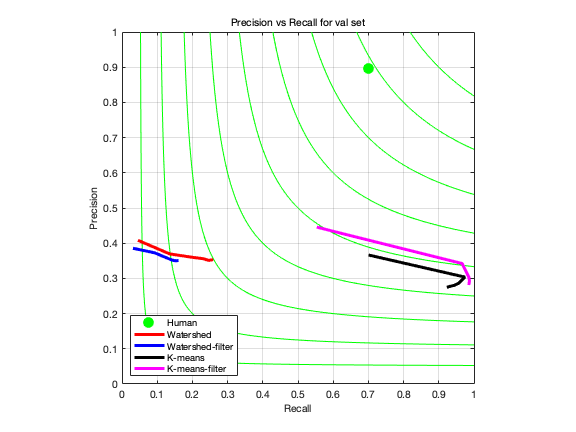 Precision vs Recall for val set
1
0.9
0.8
0.7
0.6
0.5
0.4
0.3
0.2
0.1
0
Precision
Human
Watershed
Watershed-filter
K-means
K-means-filter
0 0.1 0.2 0.3 0.4 0.5 0.6 0.7 0.8 0.9 1
Recall